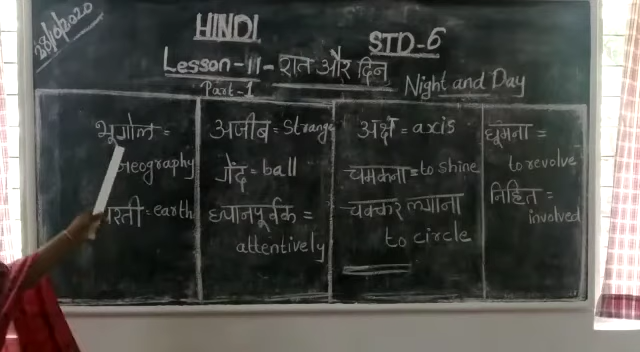 28/10/2020
HINDI
STD-6
Lesson-11-रात और दिन
Part-1
Night and Day
भूगोल =
geography
धरती = earth
अजीब = Strange
गेंद = ball
ध्यानपूर्वक =
attentively
अक्ष = axis
चमकना = to shine
चक्कर लगाना
to circle
घूमना =
to revolve
निहित =
involved